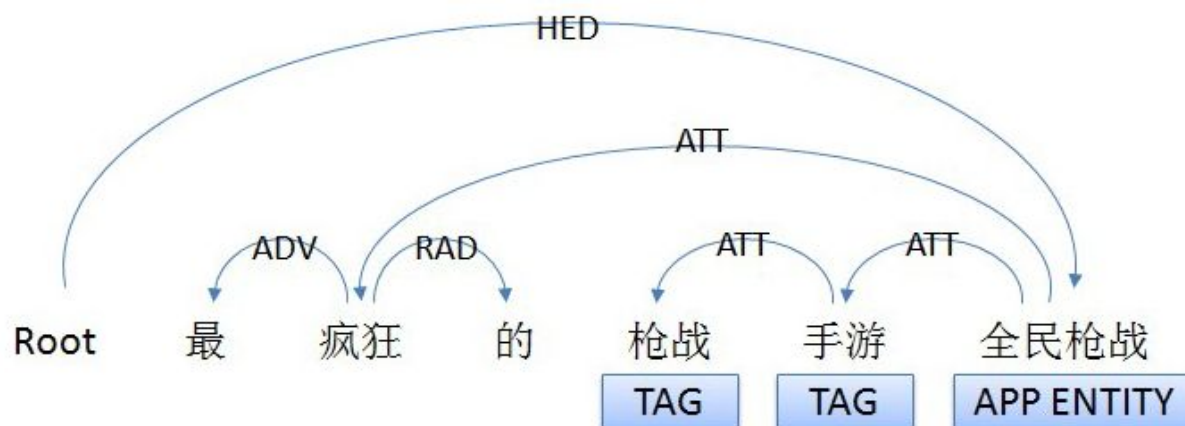 HED
ATT
ADV RAD ATT ATT
Root 最 疯狂 的 枪战 手游 全民枪战
TAG TAG APP ENTITY